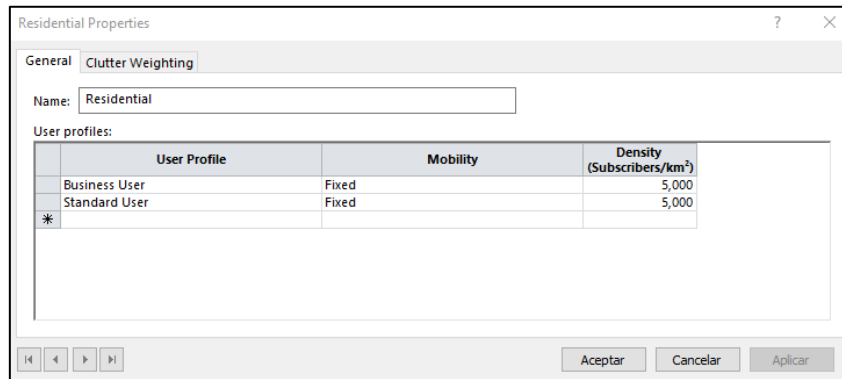 Residential Properties ?
General Clutter Weighting
Name: Residential
User profiles:
User Profile Mobility Density (Subscribers/km²)
Business User Fixed 5,000
Standard User Fixed 5,000
Aceptar Cancelar Aplicar